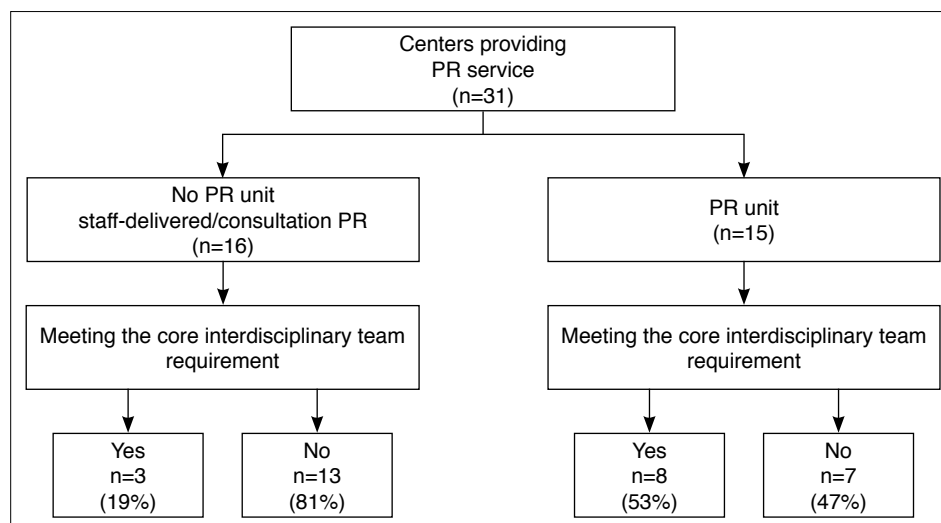 Centers providing
PR service
(n=31)
No PR unit
staff-delivered/consultation PR
(n=16)
PR unit
(n=15)
Meeting the core interdisciplinary team
requirement
Meeting the core interdisciplinary team
requirement
Yes
n=3
(19%)
No
n=13
(81%)
Yes
n=8
(53%)
No
n=7
(47%)